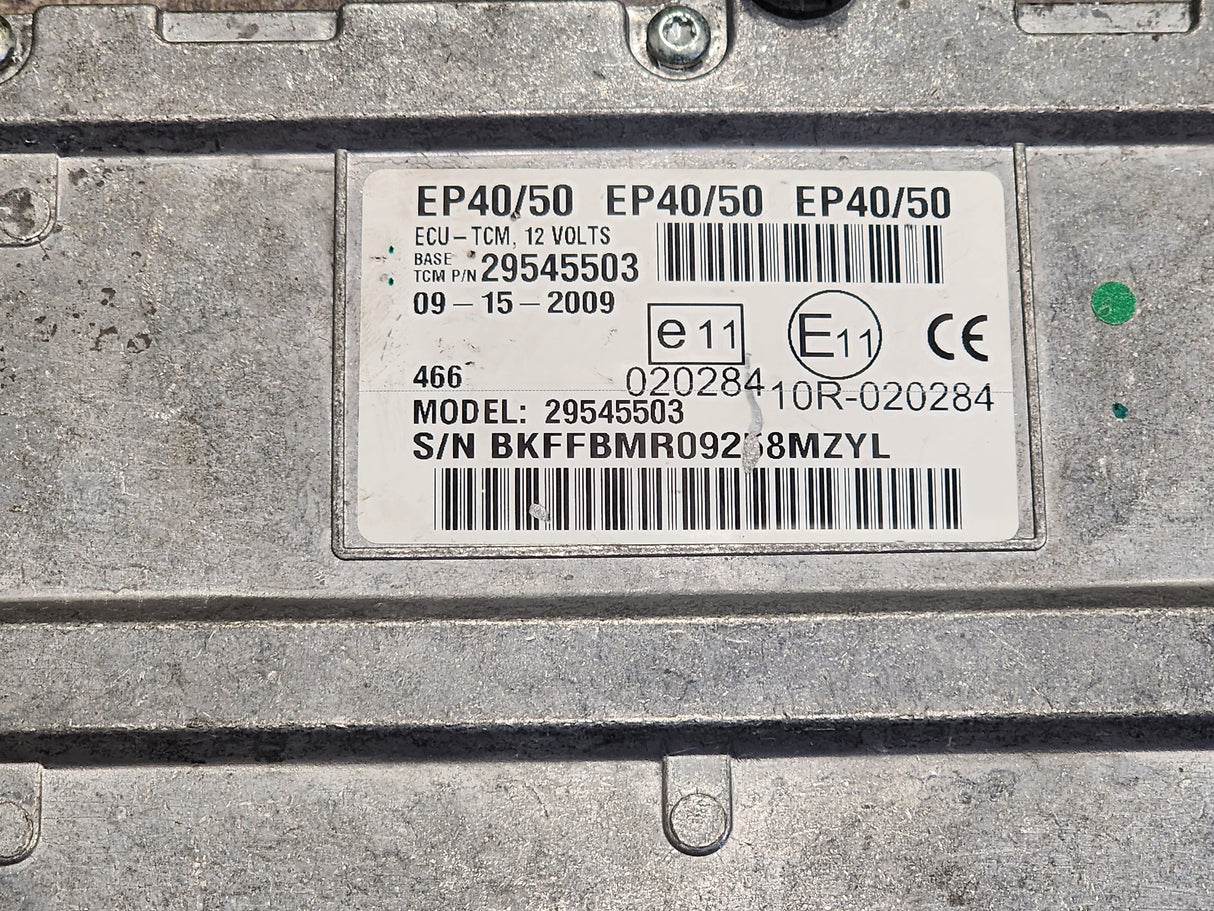 EP40/50 EP40/50 EP40/50
ECU-TCM, 12 VOLTS
BASE
TCM P/N 29545503
09-15-2009
e11
E11
CE
020284
10R-020284
466
MODEL: 29545503
S/N